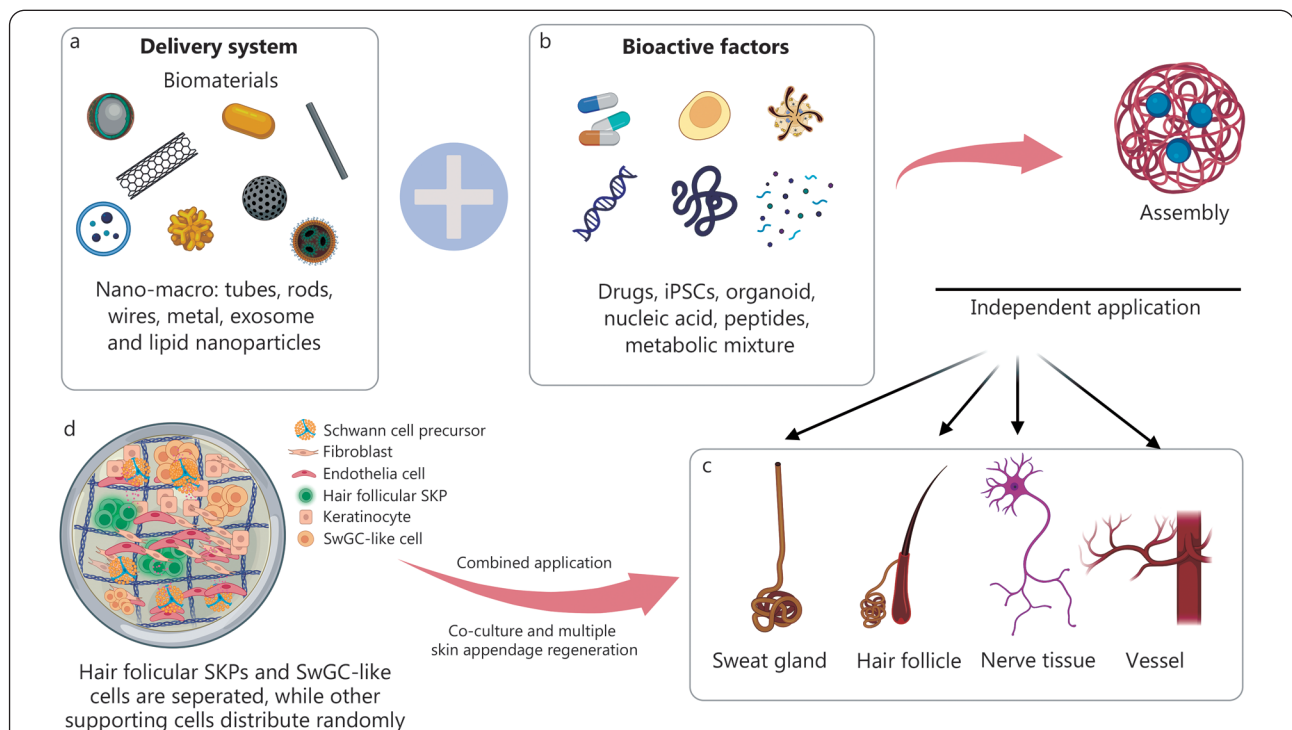 a
Delivery system
Biomaterials
Nano-macro: tubes, rods,
wires, metal, exosome
and lipid nanoparticles
b
Bioactive factors
Drugs, iPSCs, organoid,
nucleic acid, peptides,
metabolic mixture
Assembly
Independent application
d
Schwann cell precursor
Fibroblast
Endothelia cell
Hair follicular SKP
Keratinocyte
SwGC-like cell
Hair folicular SKPs and SwGC-like
cells are seperated, while other
supporting cells distribute randomly
Combined application
Co-culture and multiple
skin appendage regeneration
c
Sweat gland
Hair follicle
Nerve tissue
Vessel